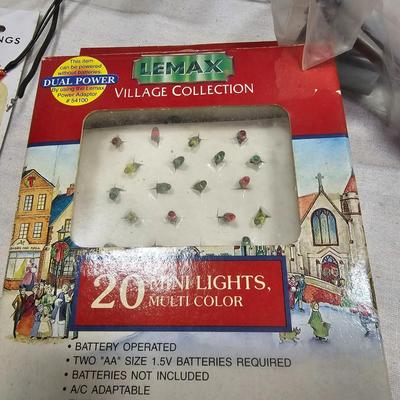 NGS
This item
can be powered
without batteries.
DUAL POWER
by using the Lemax
Power Adaptor
# 54100
LEMAX
VILLAGE COLLECTION
20 MINI LIGHTS,
MULTI COLOR
• BATTERY OPERATED
• TWO "AA" SIZE 1.5V BATTERIES REQUIRED
• BATTERIES NOT INCLUDED
• A/C ADAPTABLE